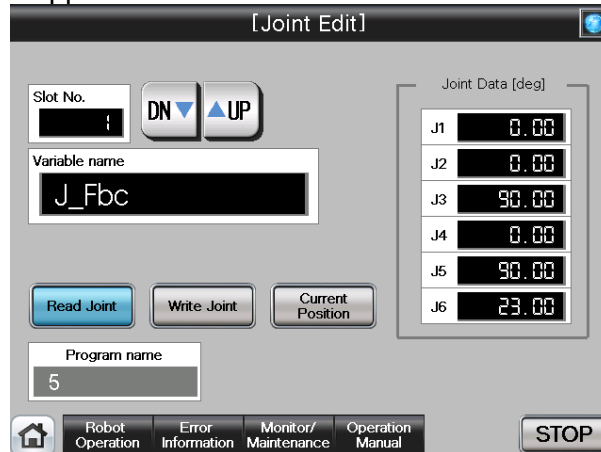 [Joint Edit]
Slot No.
1
DN
UP
Joint Data [deg]
J1 0.00
J2 0.00
J3 90.00
J4 0.00
J5 90.00
J6 23.00
Variable name
J_Fbc
Read Joint
Write Joint
Current
Position
Program name
5
Robot
Operation
Error
Information
Monitor/
Maintenance
Operation
Manual
STOP